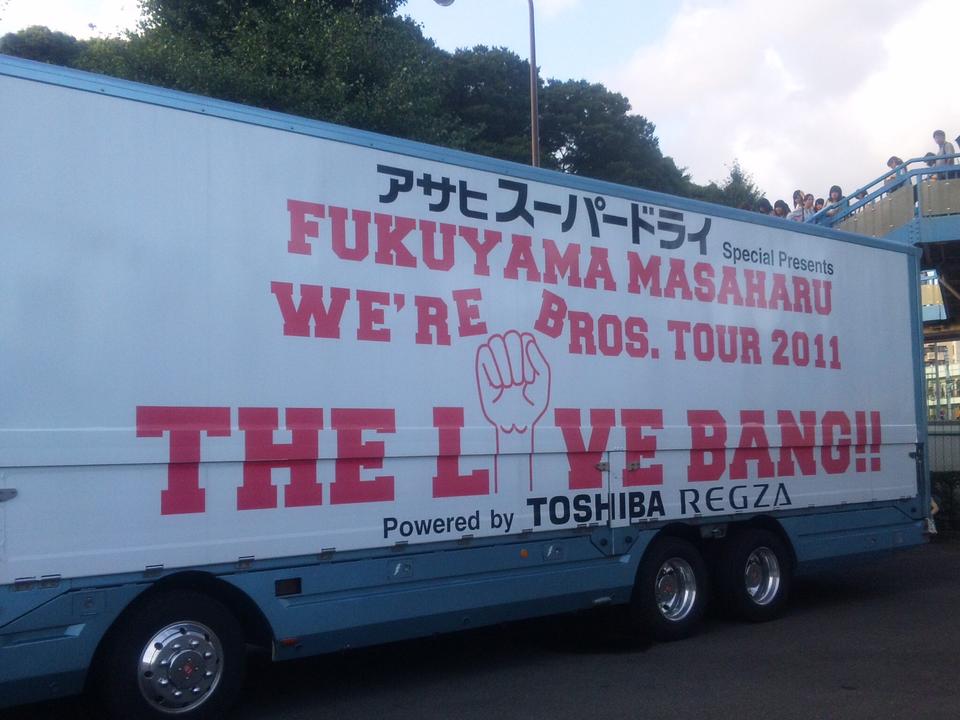 アサヒスーパードライ Special Presents
FUKUYAMA MASAHARU
WE'RE BROS. TOUR 2011
THE LIVE BANG!!
Powered by TOSHIBA REGZA